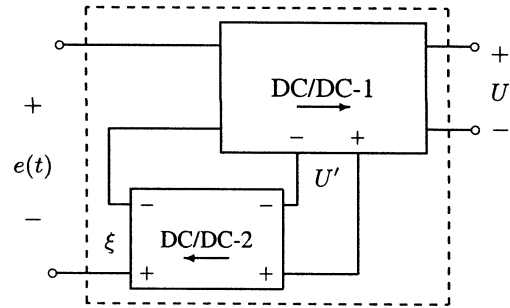 DC/DC-1
+
U
−
− +
U′
+
e(t)
−
− −
ξ
DC/DC-2
+ +